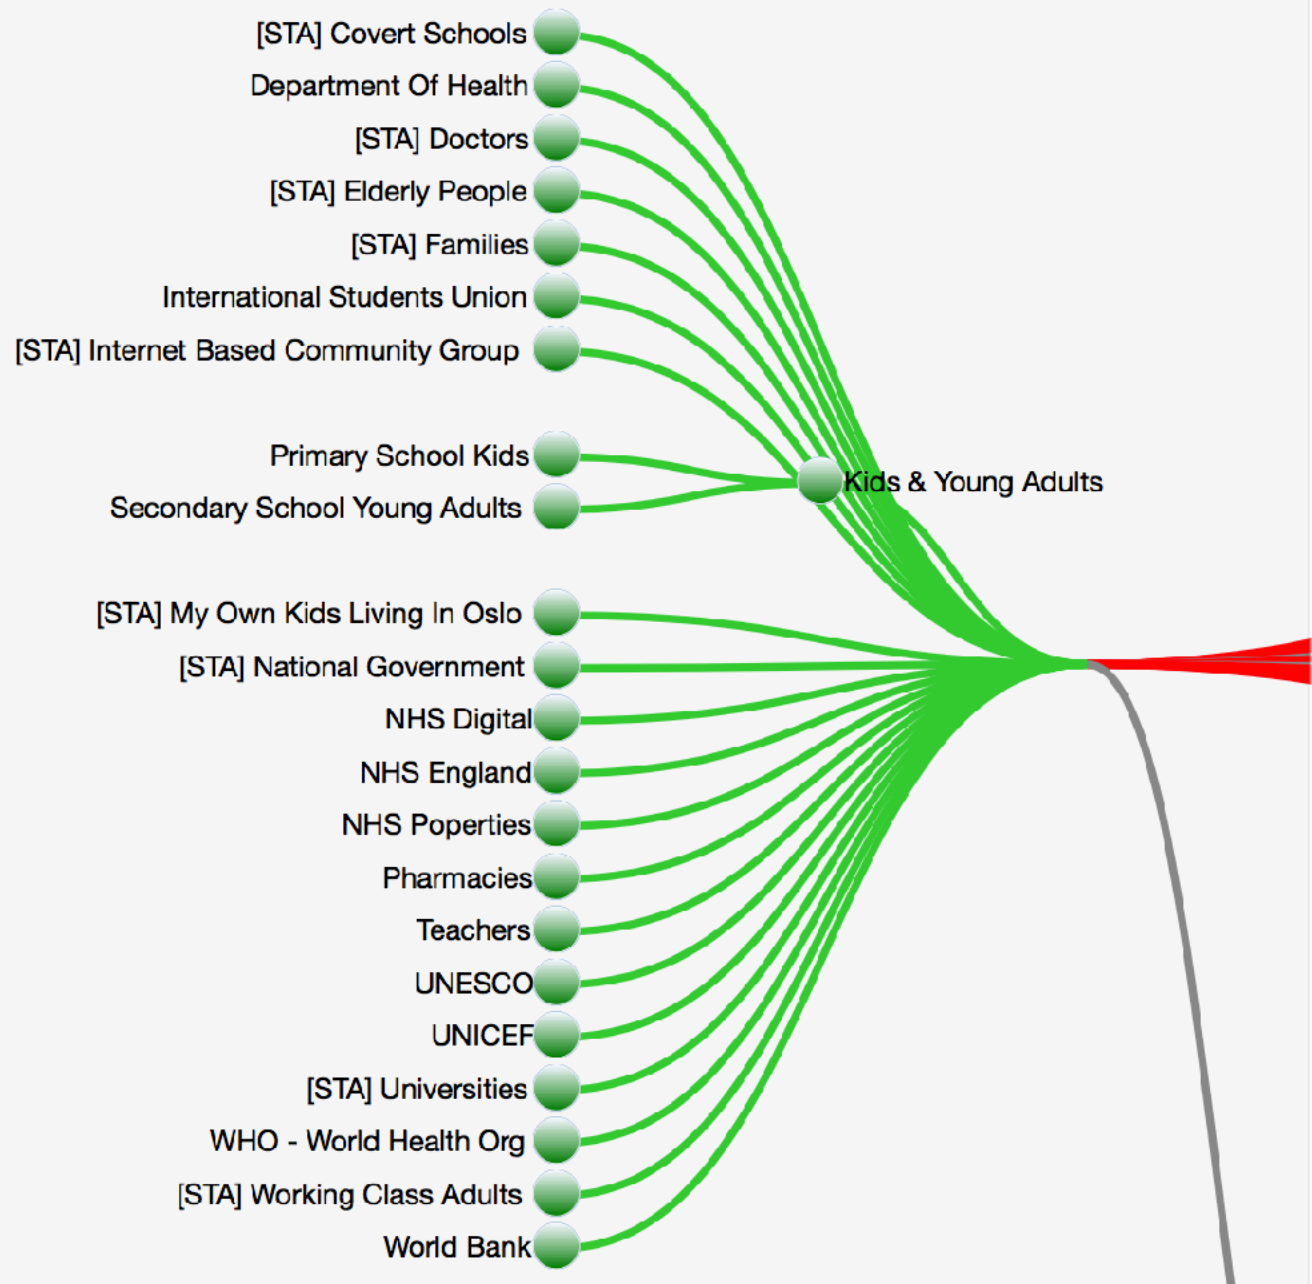 [STA] Covert Schools
Department Of Health
[STA] Doctors
[STA] Elderly People
[STA] Families
International Students Union
[STA] Internet Based Community Group
Primary School Kids
Kids & Young Adults
Secondary School Young Adults
[STA] My Own Kids Living In Oslo
[STA] National Government
NHS Digital
NHS England
NHS Poperties
Pharmacies
Teachers
UNESCO
UNICEF
[STA] Universities
WHO - World Health Org
[STA] Working Class Adults
World Bank